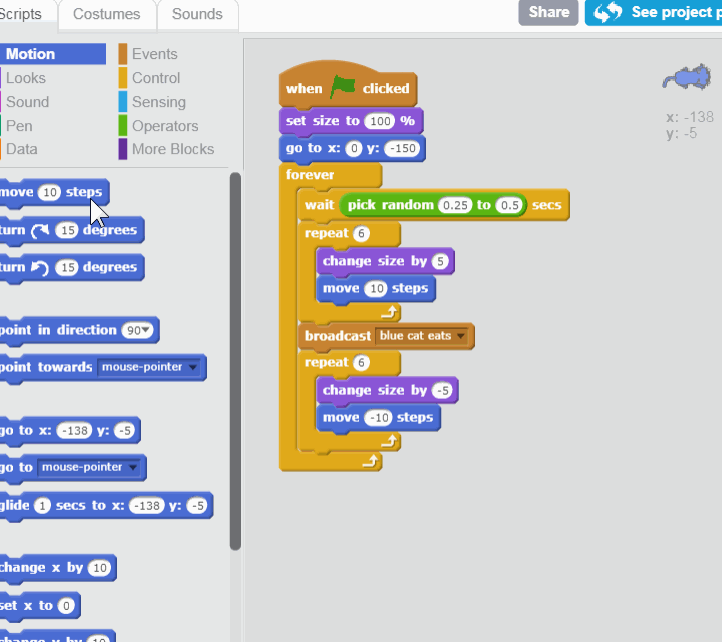 Scripts Costumes Sounds
Share See project p
Motion Events
Looks Control
Sound Sensing
Pen Operators
Data More Blocks
move 10 steps
turn 15 degrees
turn 15 degrees
point in direction 90
point towards mouse-pointer
go to x: -138 y: -5
go to mouse-pointer
glide 1 secs to x: -138 y: -5
change x by 10
set x to 0
change y by 10
when clicked
set size to 100 %
go to x: 0 y: -150
forever
wait pick random 0.25 to 0.5 secs
repeat 6
change size by 5
move 10 steps
broadcast blue cat eats
repeat 6
change size by -5
move -10 steps
x: -138
y: -5